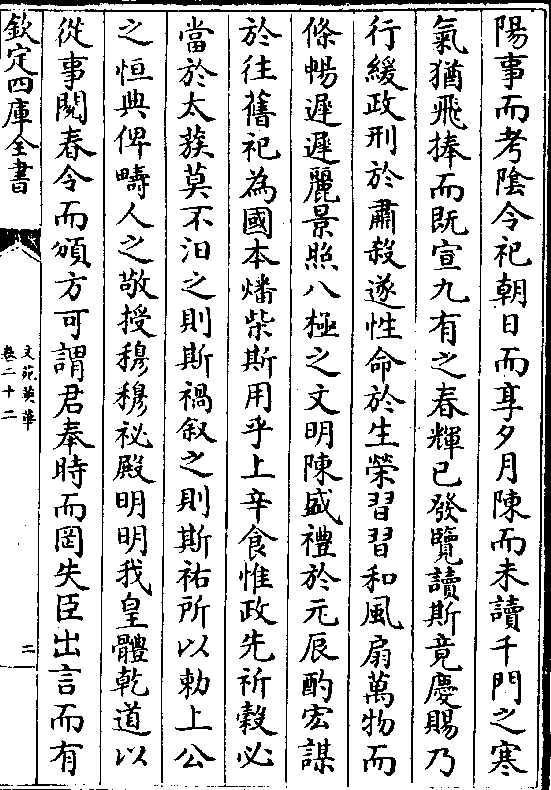 陽事而考陰令祀朝日而享夕月陳而未讀千門之寒
氣猶飛捧而既宣九有之春輝已發覽讀斯竟慶賜乃
行緩政刑於肅殺遂性命於生榮習習和風扇萬物而
條暢遲遲麗景照八極之文明陳盛禮於元辰酌宏謀
於往舊祀為國本燔柴斯用乎上辛食惟政先祈穀必
當於太蔟莫不汨之則斯禍叙之則斯祐所以勅上公
之恒典俾疇人之敬授穆穆祕殿明明我皇體乾道以
從事閱春令而頒方可謂君奉時而罔失臣出言而有
欽定四庫全書
文苑英華
卷二十二
二